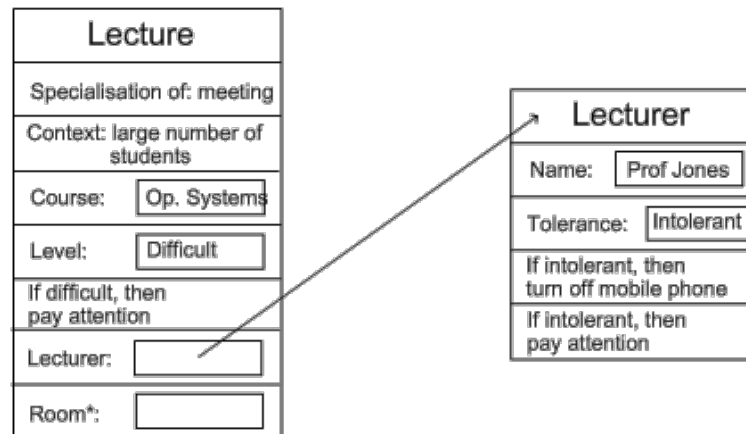 Lecture
Specialisation of: meeting
Context: large number of
students
Course: Op. Systems
Level: Difficult
If difficult, then
pay attention
Lecturer:
Room*:
Lecturer
Name: Prof Jones
Tolerance: Intolerant
If intolerant, then
turn off mobile phone
If intolerant, then
pay attention